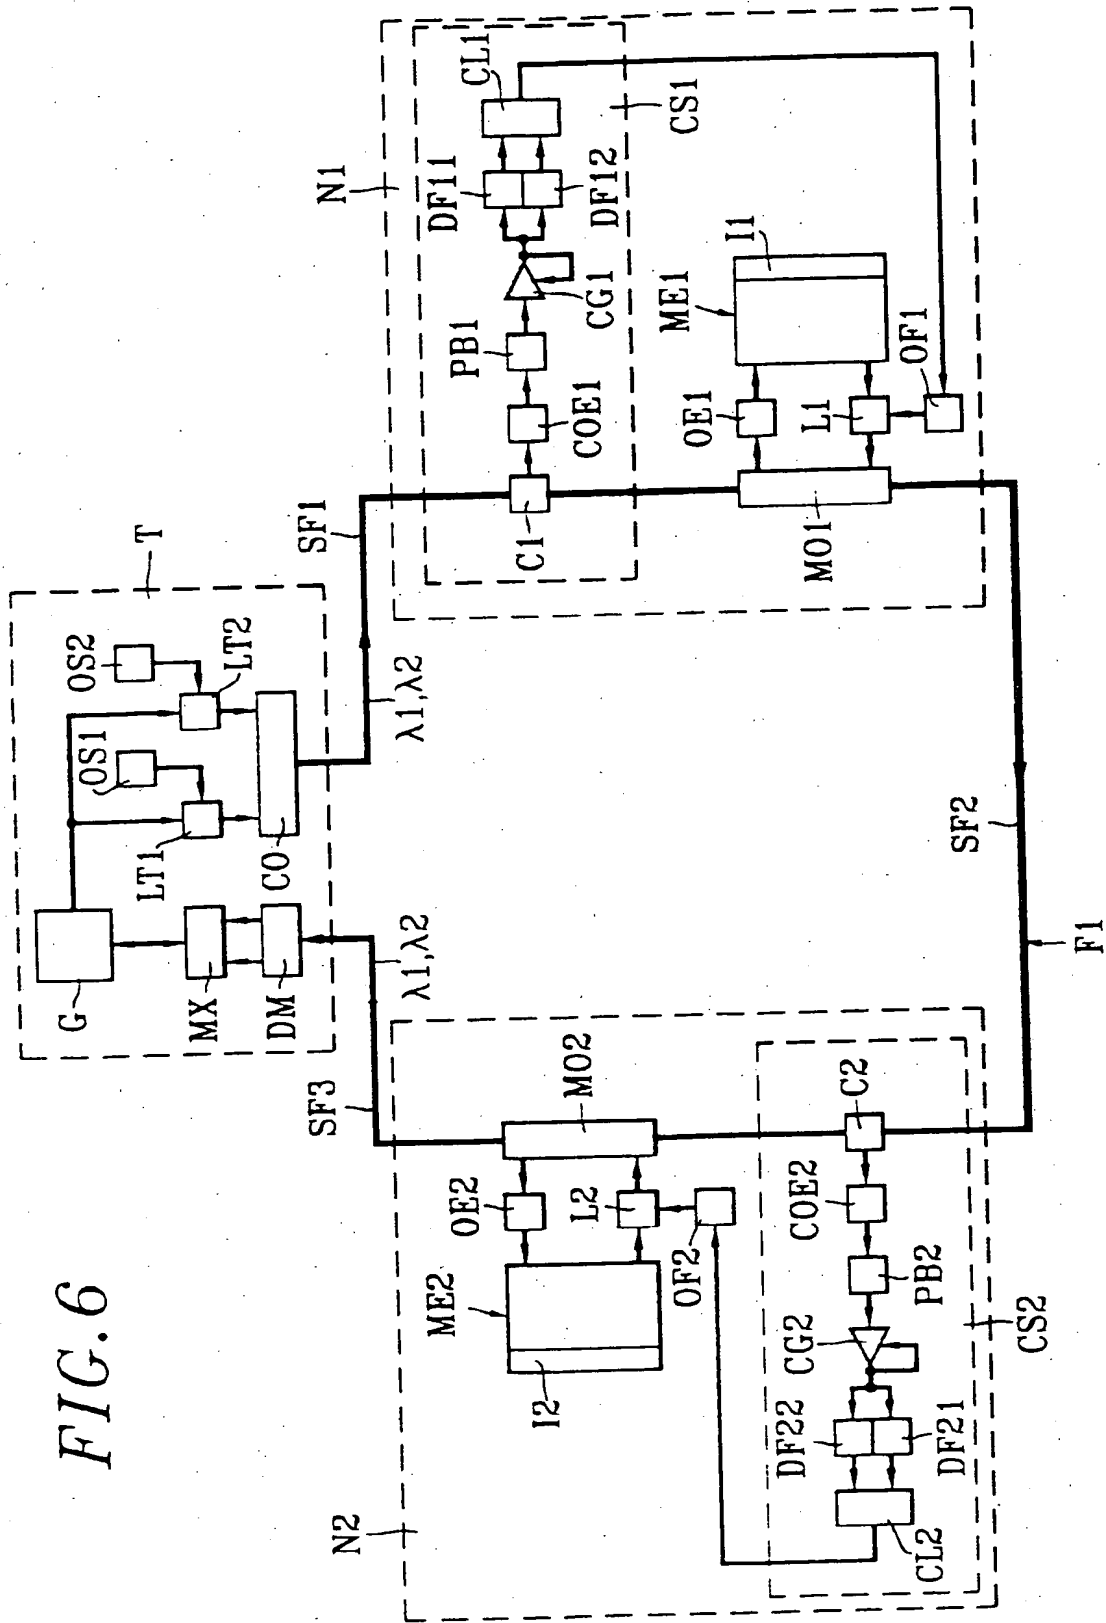 FIG.6
T
G
MX
DM
LT1
CO
OS1
OS2
LT2
SF3
λ1,λ2
λ1,λ2
SF1
N2
ME2
I2
OE2
L2
MO2
OF2
DF22
DF21
CL2
CG2
PB2
COE2
C2
CS2
F1
SF2
N1
CL1
DF11
DF12
CS1
CG1
PB1
COE1
C1
ME1
I1
OE1
L1
OF1
MO1